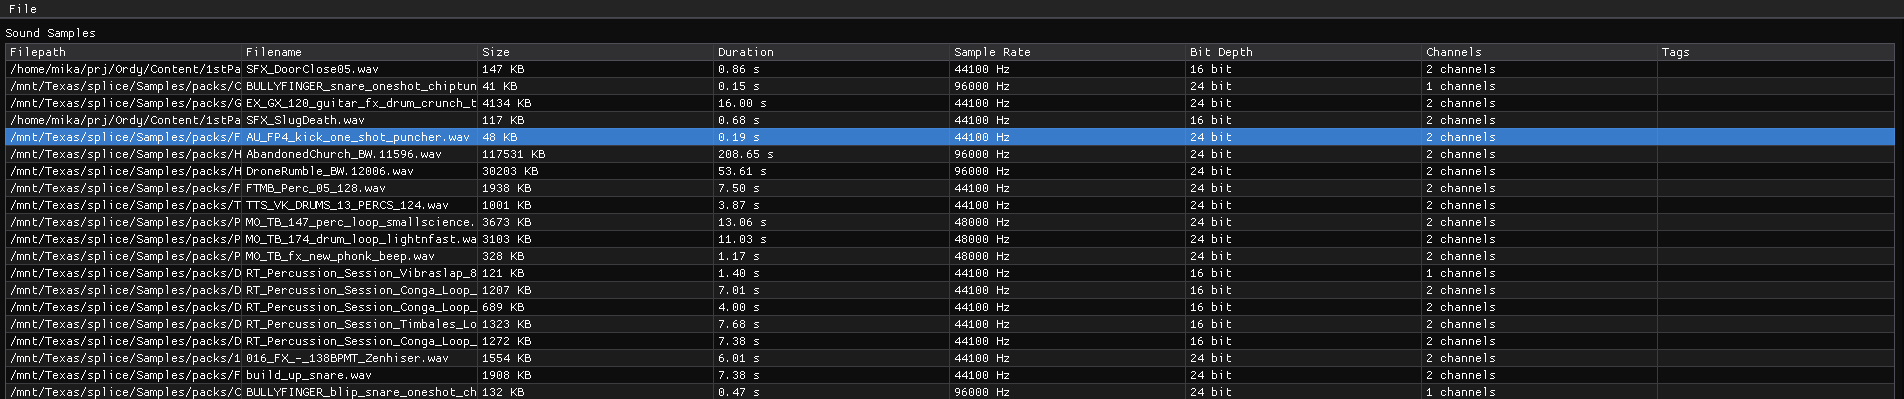 File
Sound Samples
Filepath Filename Size Duration Sample Rate Bit Depth Channels Tags
/home/mika/prj/Ordy/Content/1stPa SFX_DoorClose05.wav 147 KB 0.86 s 44100 Hz 16 bit 2 channels
/mnt/Texas/splice/Samples/packs/C BULLYFINGER_snare_oneshot_chiptun 41 KB 0.15 s 96000 Hz 24 bit 1 channels
/mnt/Texas/splice/Samples/packs/G EX_GX_120_guitar_fx_drum_crunch_t 4134 KB 16.00 s 44100 Hz 24 bit 2 channels
/home/mika/prj/Ordy/Content/1stPa SFX_SlugDeath.wav 117 KB 0.68 s 44100 Hz 16 bit 2 channels
/mnt/Texas/splice/Samples/packs/F AU_FP4_kick_one_shot_puncher.wav 48 KB 0.19 s 44100 Hz 24 bit 2 channels
/mnt/Texas/splice/Samples/packs/H AbandonedChurch_BW.11596.wav 117531 KB 208.65 s 96000 Hz 24 bit 2 channels
/mnt/Texas/splice/Samples/packs/H DroneRumble_BW.12006.wav 30203 KB 53.61 s 96000 Hz 24 bit 2 channels
/mnt/Texas/splice/Samples/packs/F FTMB_Perc_05_128.wav 1938 KB 7.50 s 44100 Hz 24 bit 2 channels
/mnt/Texas/splice/Samples/packs/T TTS_VK_DRUMS_13_PERCS_124.wav 1001 KB 3.87 s 44100 Hz 24 bit 2 channels
/mnt/Texas/splice/Samples/packs/P MO_TB_147_perc_loop_smallscience. 3673 KB 13.06 s 48000 Hz 24 bit 2 channels
/mnt/Texas/splice/Samples/packs/P MO_TB_174_drum_loop_lightnfast.wa 3103 KB 11.03 s 48000 Hz 24 bit 2 channels
/mnt/Texas/splice/Samples/packs/P MO_TB_fx_new_phonk_beep.wav 328 KB 1.17 s 48000 Hz 24 bit 2 channels
/mnt/Texas/splice/Samples/packs/D RT_Percussion_Session_Vibraslap_8 121 KB 1.40 s 44100 Hz 16 bit 1 channels
/mnt/Texas/splice/Samples/packs/D RT_Percussion_Session_Conga_Loop_ 1207 KB 7.01 s 44100 Hz 16 bit 2 channels
/mnt/Texas/splice/Samples/packs/D RT_Percussion_Session_Conga_Loop_ 689 KB 4.00 s 44100 Hz 16 bit 2 channels
/mnt/Texas/splice/Samples/packs/D RT_Percussion_Session_Timbales_Lo 1323 KB 7.68 s 44100 Hz 16 bit 2 channels
/mnt/Texas/splice/Samples/packs/D RT_Percussion_Session_Conga_Loop_ 1272 KB 7.38 s 44100 Hz 16 bit 2 channels
/mnt/Texas/splice/Samples/packs/1 016_FX_-_138BPMT_Zenhiser.wav 1554 KB 6.01 s 44100 Hz 24 bit 2 channels
/mnt/Texas/splice/Samples/packs/F build_up_snare.wav 1908 KB 7.38 s 44100 Hz 24 bit 2 channels
/mnt/Texas/splice/Samples/packs/C BULLYFINGER_blip_snare_oneshot_ch 132 KB 0.47 s 96000 Hz 24 bit 1 channels